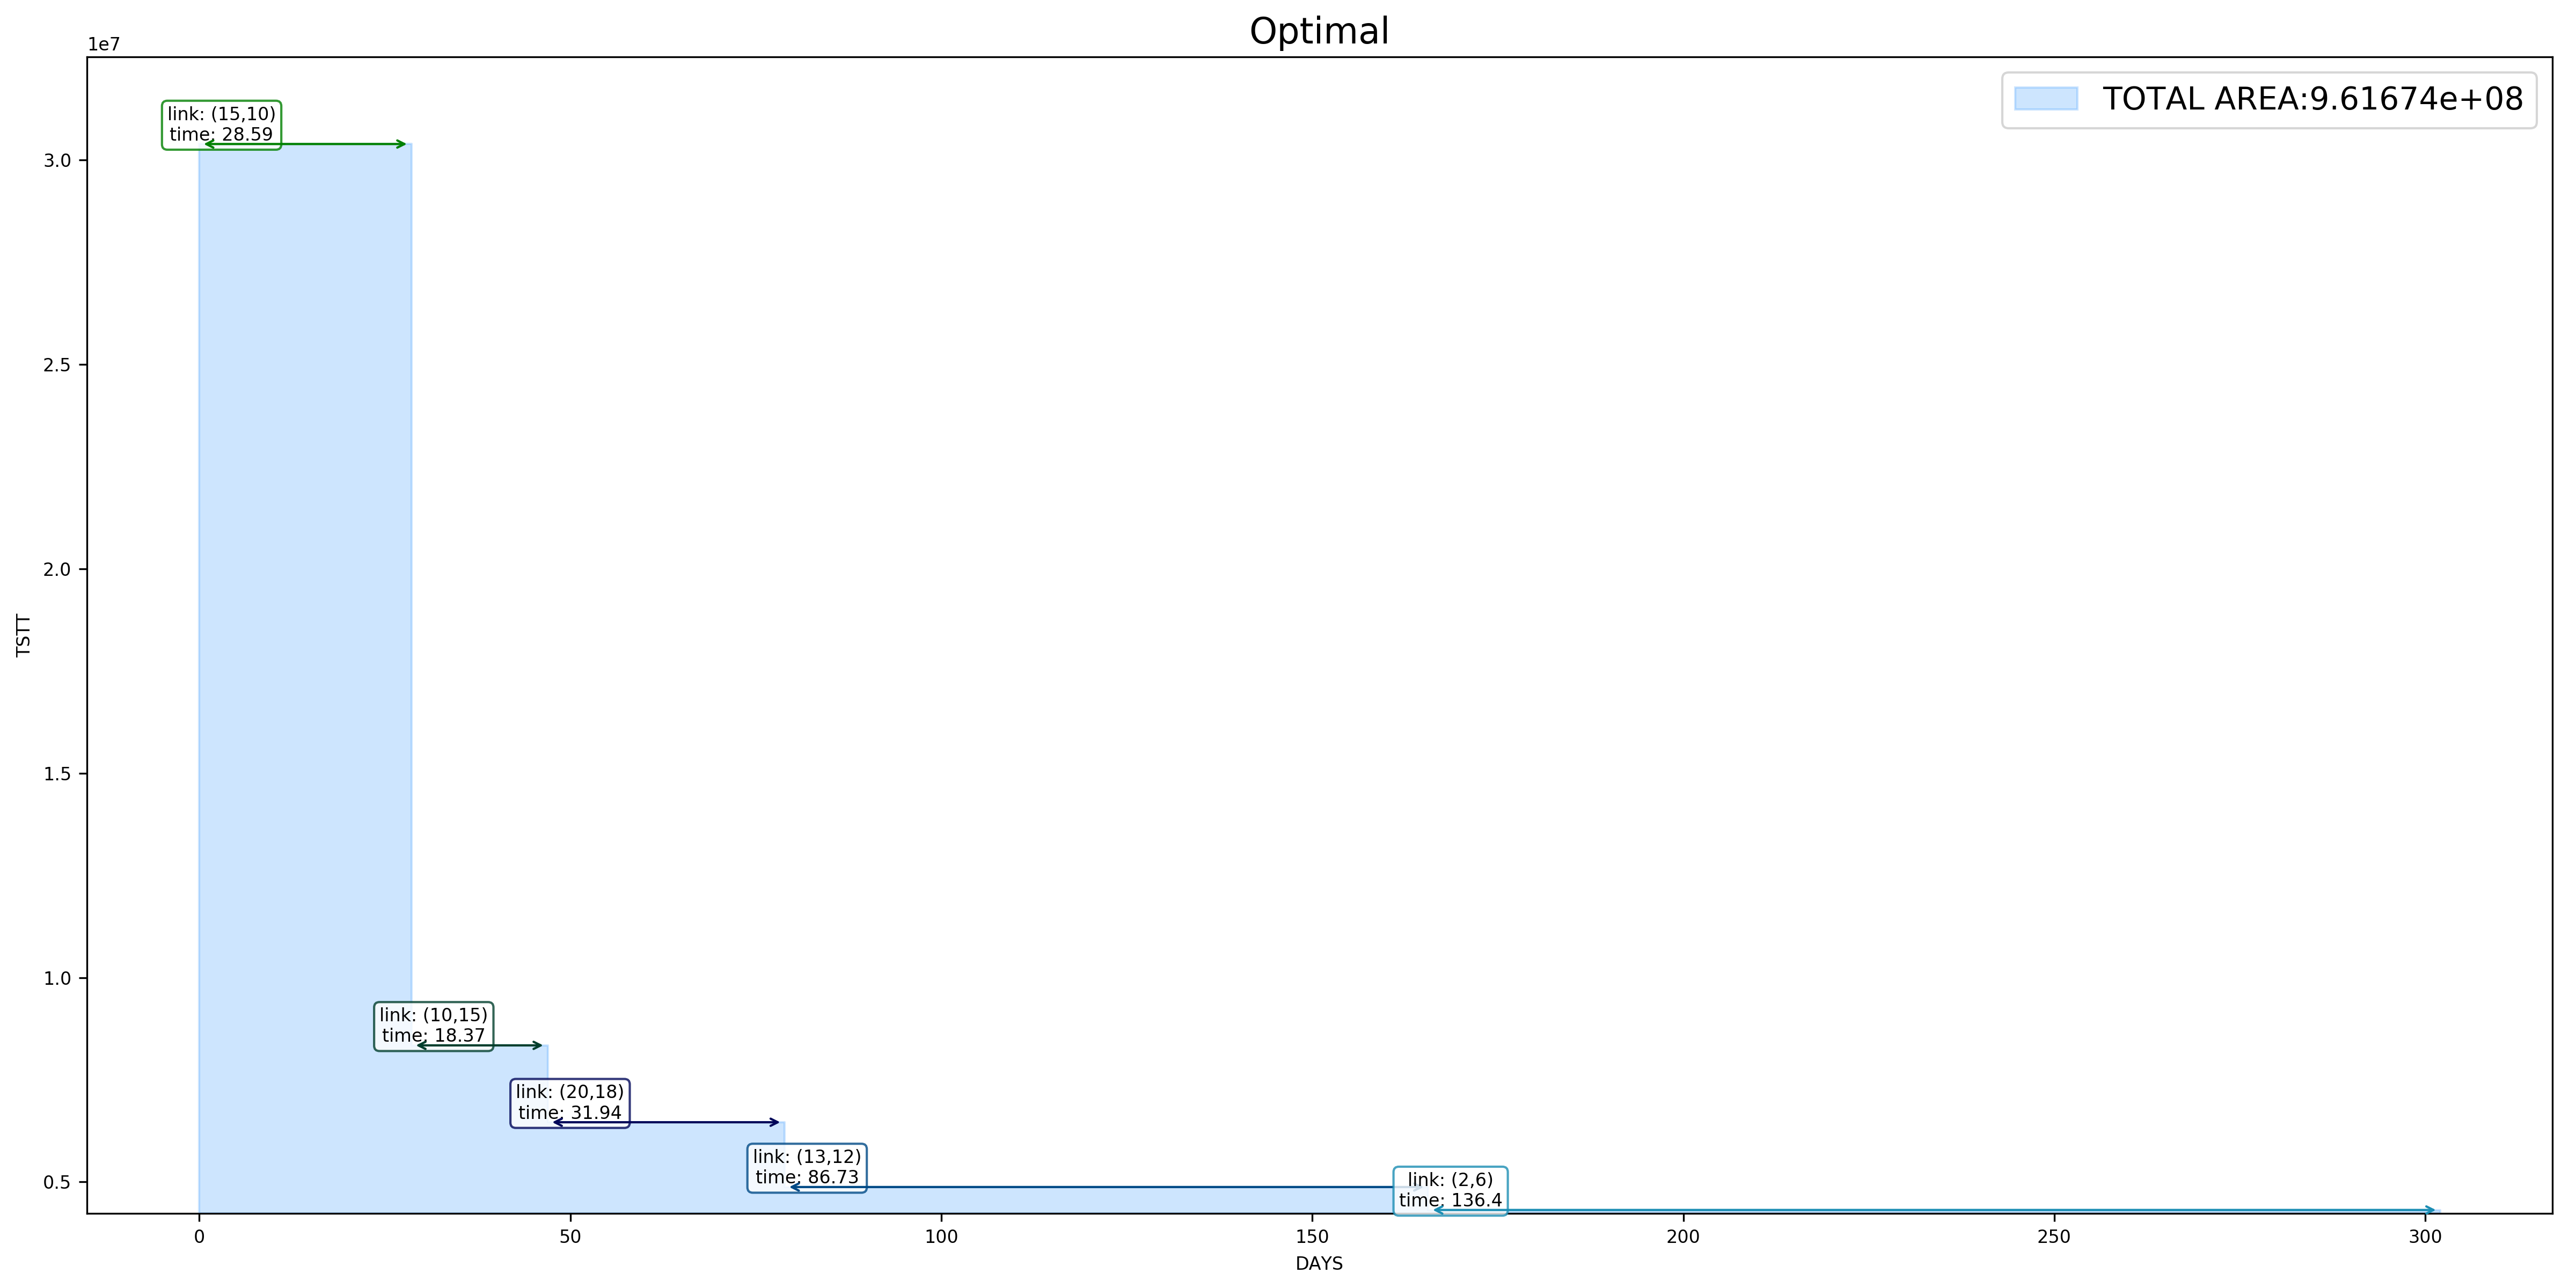 Optimal
1e7
TOTAL AREA:9.61674e+08
link: (15,10)
time: 28.59
3.0
2.5
2.0
TSTT
1.5
1.0
link: (10,15)
time: 18.37
link: (20,18)
time: 31.94
link: (13,12)
time: 86.73
link: (2,6)
time: 136.4
0.5
0 50 100 150 200 250 300
DAYS